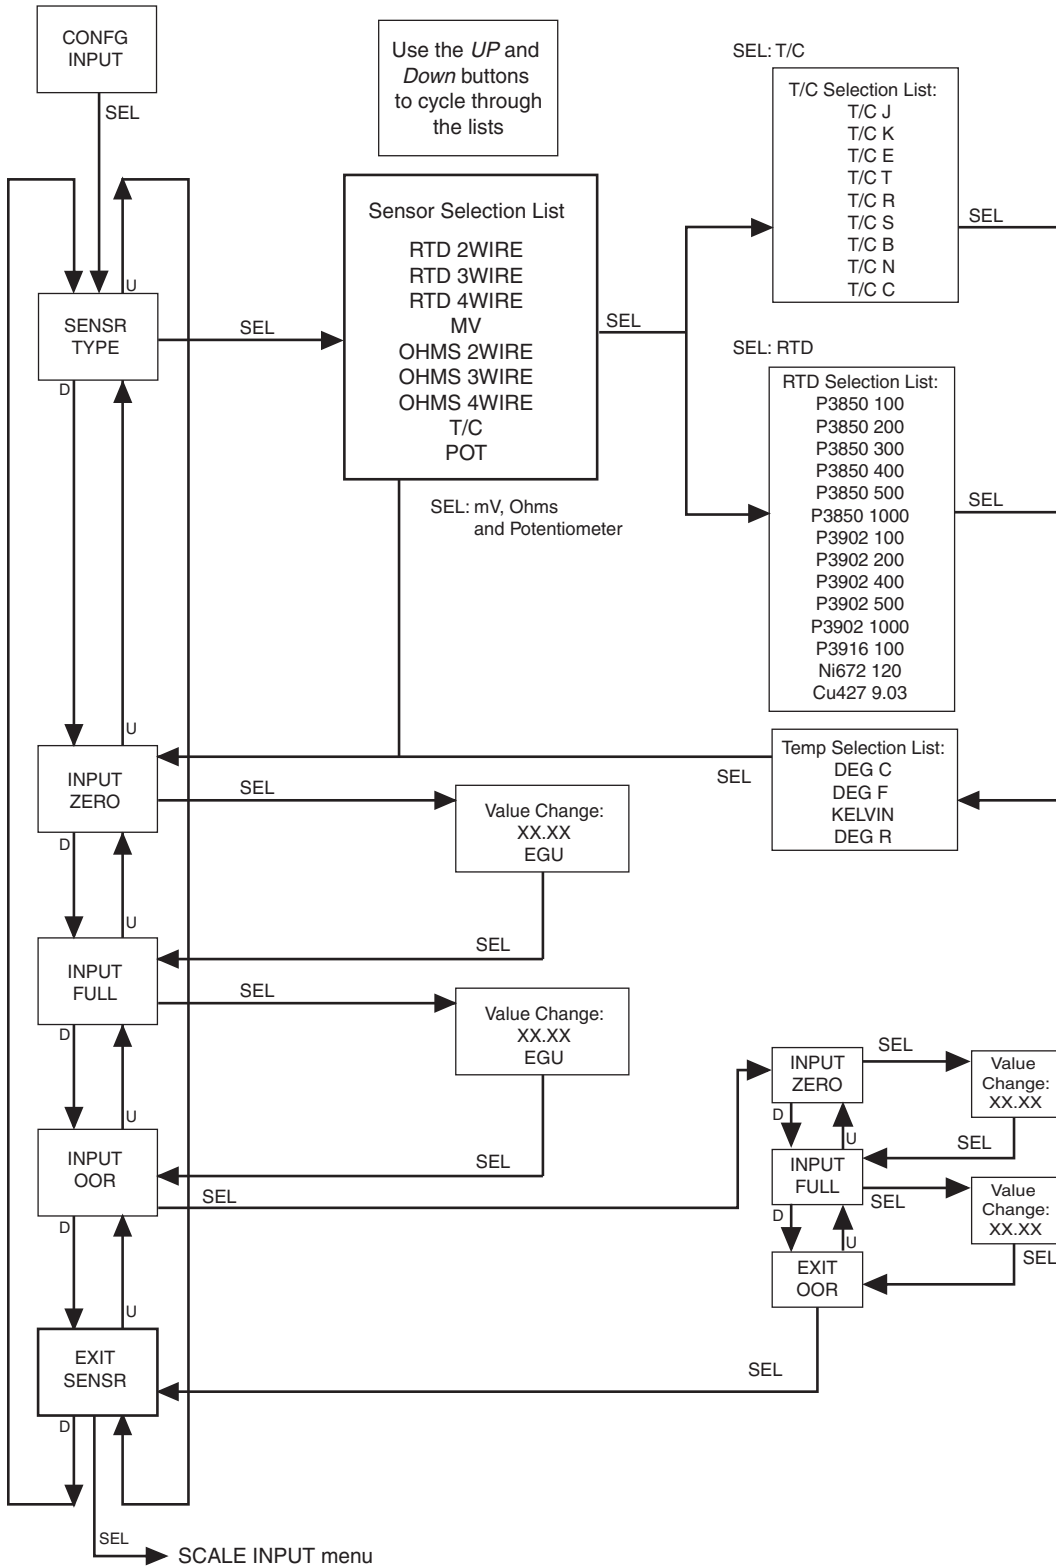 CONFG
INPUT
SEL
Use the UP and
Down buttons
to cycle through
the lists
SEL: T/C
T/C Selection List:
T/C J
T/C K
T/C E
T/C T
T/C R
T/C S
T/C B
T/C N
T/C C
SEL
Sensor Selection List
RTD 2WIRE
RTD 3WIRE
RTD 4WIRE
MV
OHMS 2WIRE
OHMS 3WIRE
OHMS 4WIRE
T/C
POT
U
SENSR
TYPE
D
SEL
SEL
SEL: RTD
RTD Selection List:
P3850 100
P3850 200
P3850 300
P3850 400
P3850 500
P3850 1000
P3902 100
P3902 200
P3902 400
P3902 500
P3902 1000
P3916 100
Ni672 120
Cu427 9.03
SEL
SEL: mV, Ohms
and Potentiometer
U
INPUT
ZERO
D
SEL
SEL
Temp Selection List:
DEG C
DEG F
KELVIN
DEG R
Value Change:
XX.XX
EGU
U
SEL
INPUT
FULL
D
SEL
Value Change:
XX.XX
EGU
U
SEL
INPUT
OOR
D
SEL
INPUT
ZERO
SEL
Value
Change:
XX.XX
D
U
SEL
INPUT
FULL
SEL
Value
Change:
XX.XX
D
U
SEL
EXIT
OOR
U
SEL
EXIT
SENSR
D
SEL
SCALE INPUT menu